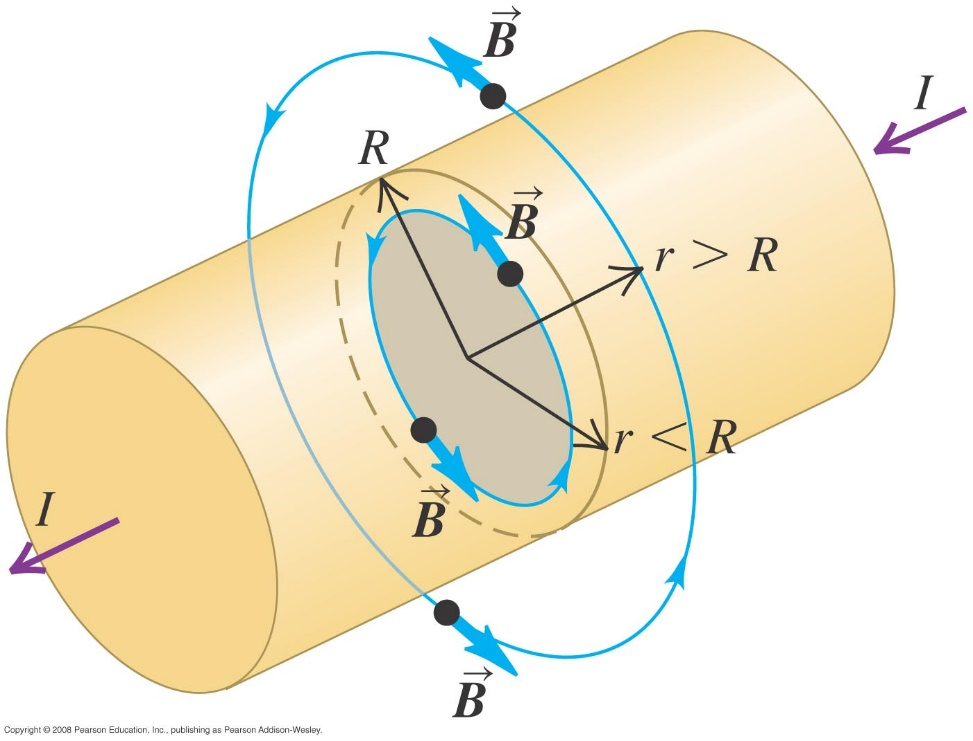 B⃗
I
R
B⃗
r > R
r < R
B⃗
I
B⃗
Copyright © 2008 Pearson Education, Inc., publishing as Pearson Addison-Wesley.